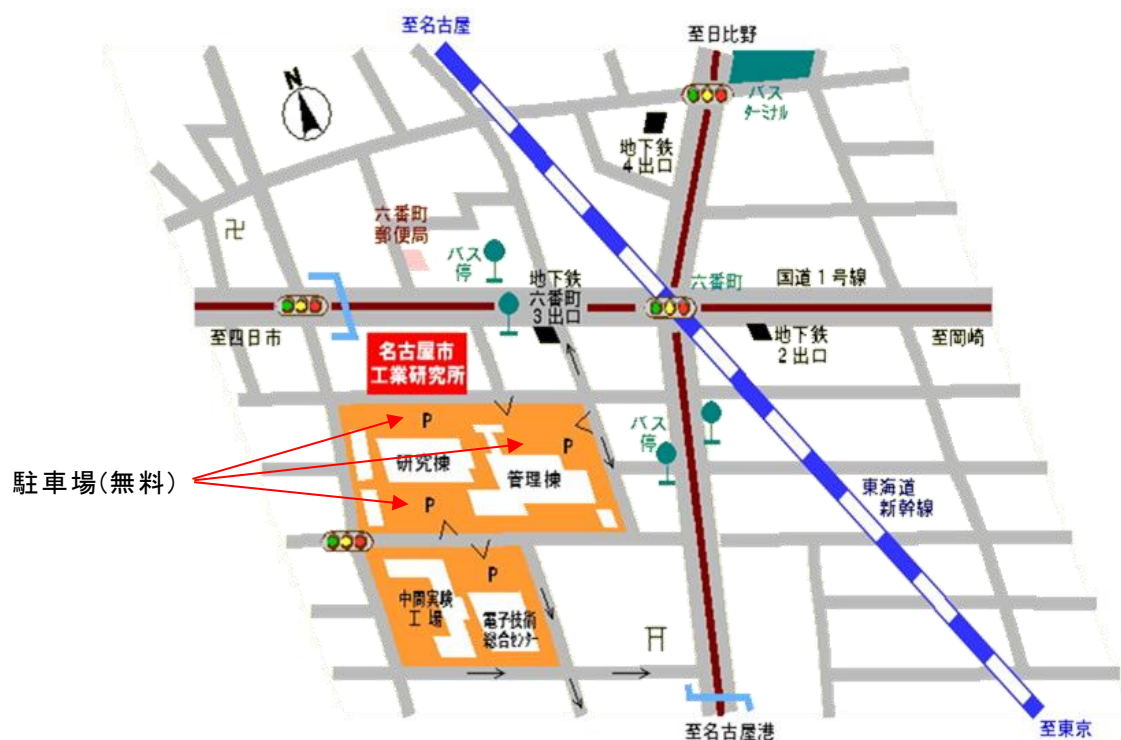 至名古屋
至日比野
N
バス
ターミナル
地下鉄
4出口
六番町
郵便局
バス
停
地下鉄
六番町
3出口
六番町
国道1号線
至四日市
地下鉄
2出口
至岡崎
名古屋市
工業研究所
P
P
バス
停
研究棟
管理棟
駐車場(無料)
P
東海道
新幹線
P
中間実験
工場
電子技術
総合センター
至名古屋港
至東京